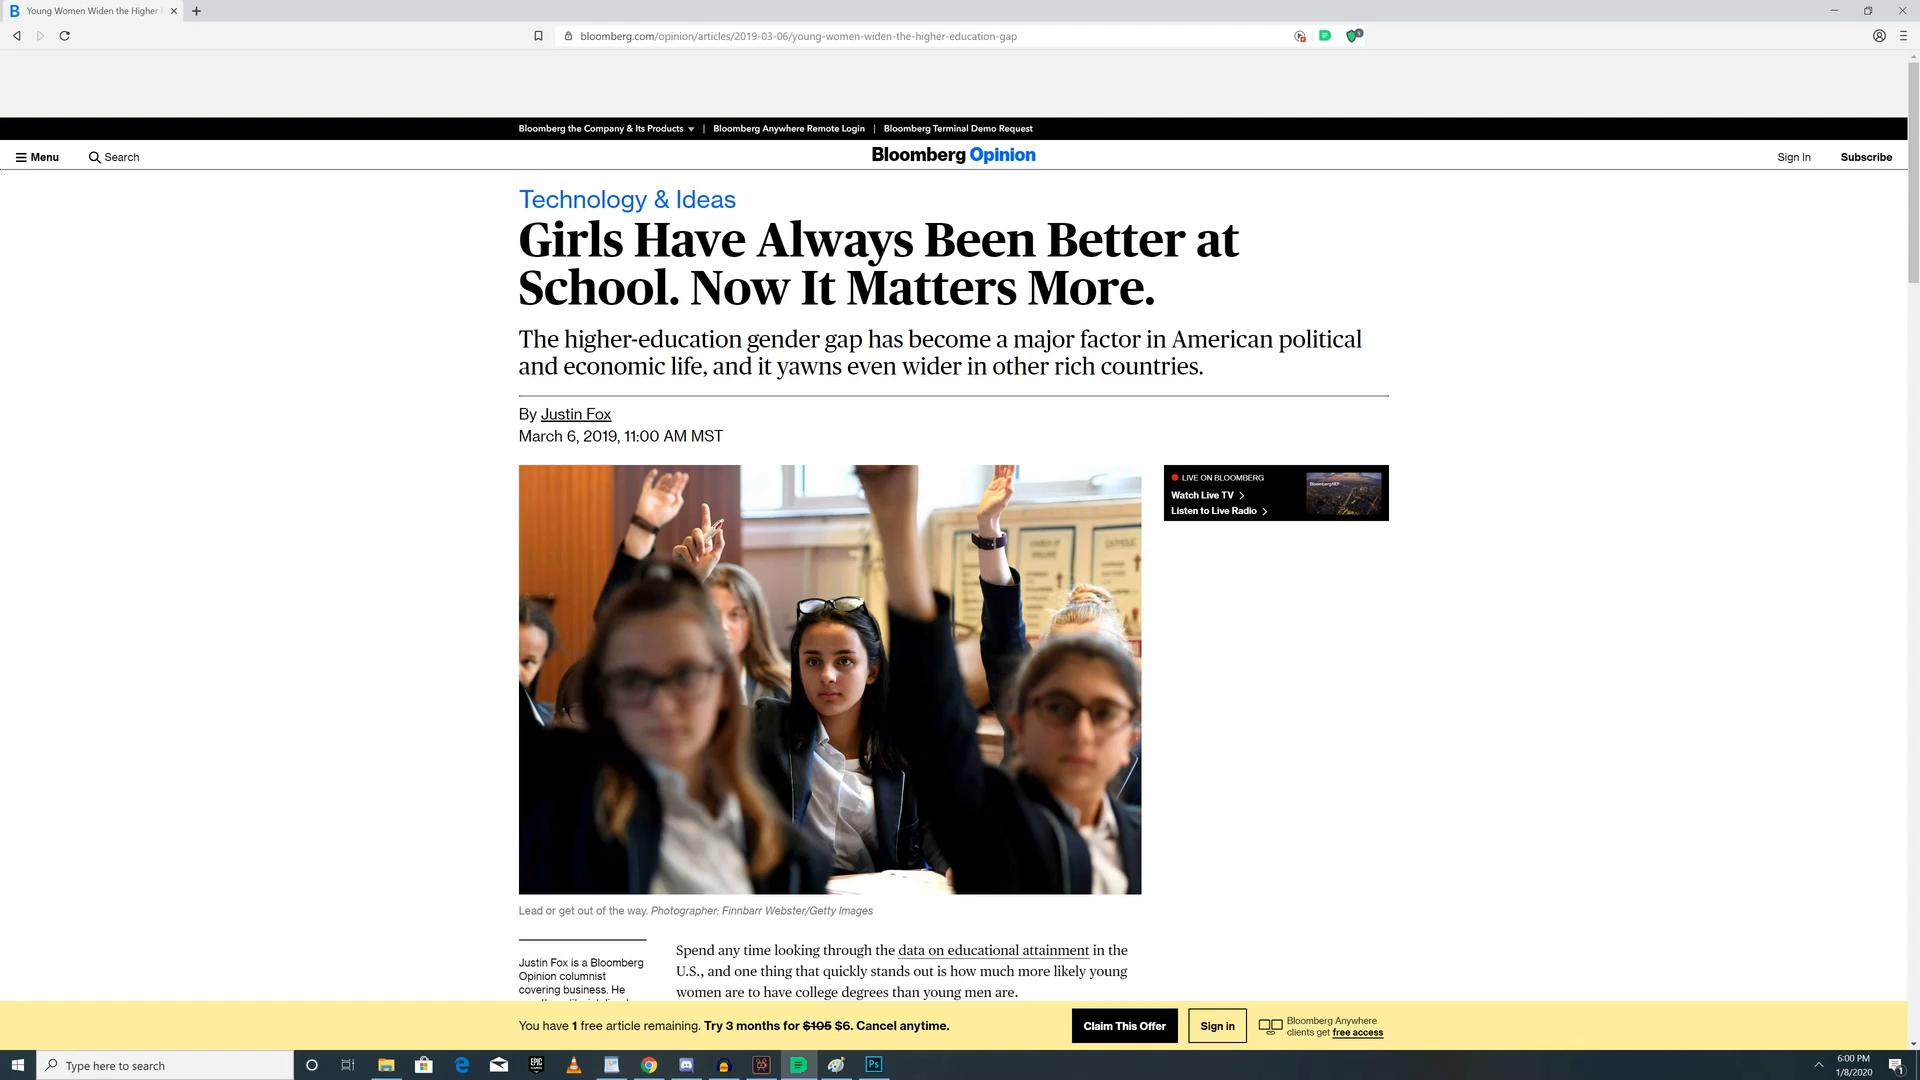 Young Women Widen the Higher
bloomberg.com/opinion/articles/2019-03-06/young-women-widen-the-higher-education-gap
Bloomberg the Company & Its Products | Bloomberg Anywhere Remote Login | Bloomberg Terminal Demo Request
Menu Search Bloomberg Opinion Sign In Subscribe
Technology & Ideas
Girls Have Always Been Better at
School. Now It Matters More.
The higher-education gender gap has become a major factor in American political
and economic life, and it yawns even wider in other rich countries.
By Justin Fox
March 6, 2019, 11:00 AM MST
LIVE ON BLOOMBERG
Watch Live TV
Listen to Live Radio
Lead or get out of the way. Photographer: Finnbarr Webster/Getty Images
Justin Fox is a Bloomberg
Opinion columnist
covering business. He
Spend any time looking through the data on educational attainment in the
U.S., and one thing that quickly stands out is how much more likely young
women are to have college degrees than young men are.
You have 1 free article remaining. Try 3 months for $105 $6. Cancel anytime.
Claim This Offer
Sign in
Bloomberg Anywhere
clients get free access
Type here to search
EPIC
Ps
6:00 PM
1/8/2020